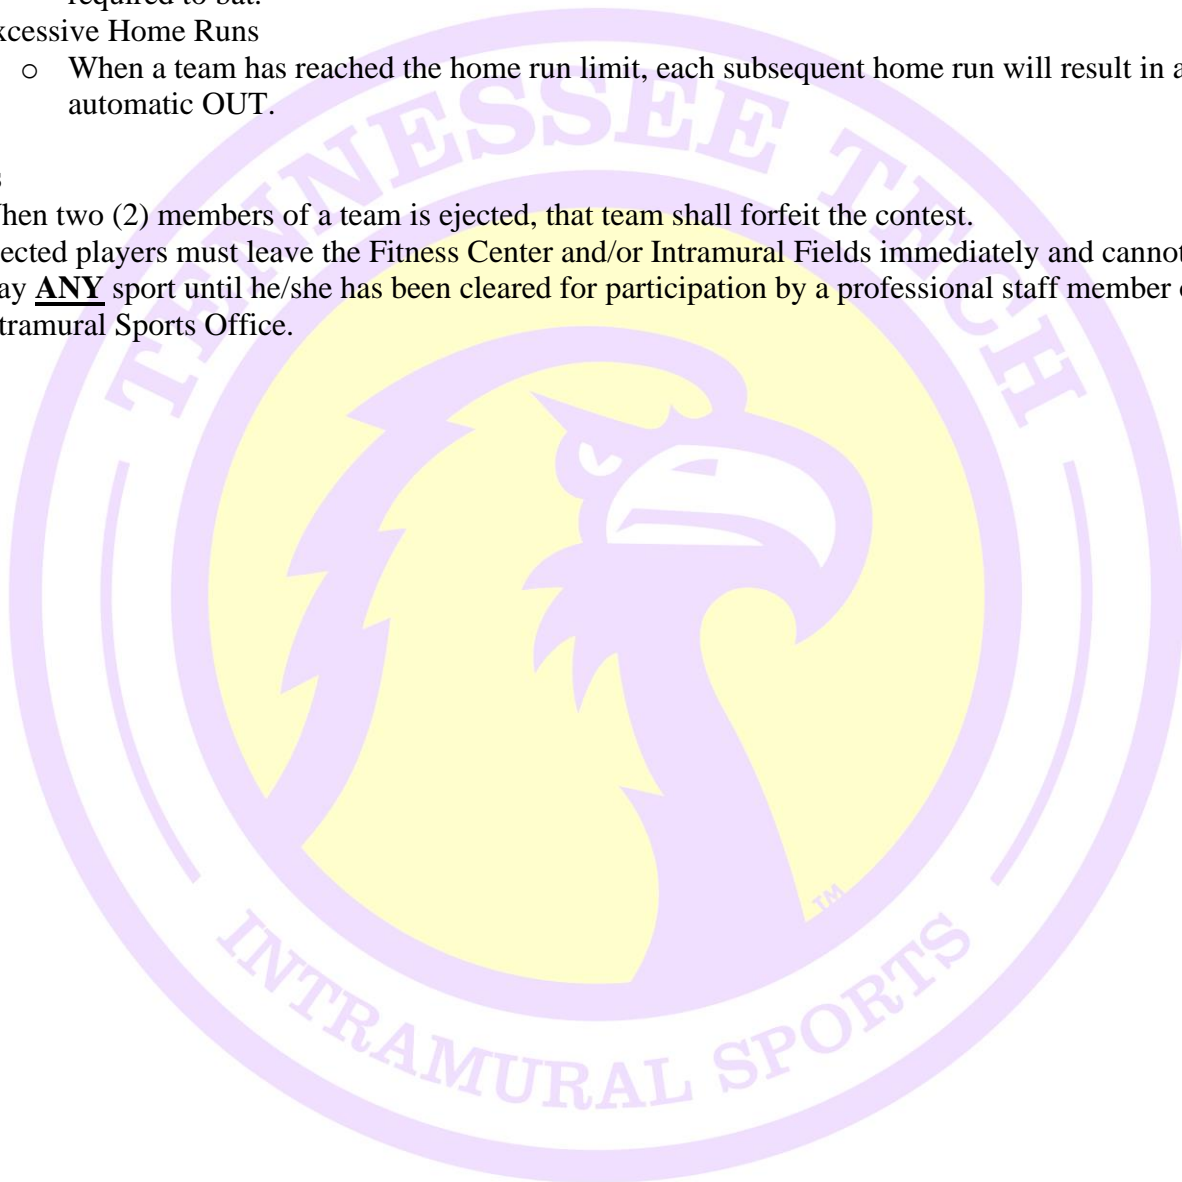 required to bat.
xcessive Home Runs
o When a team has reached the home run limit, each subsequent home run will result in a
automatic OUT.
s
hen two (2) members of a team is ejected, that team shall forfeit the contest.
ected players must leave the Fitness Center and/or Intramural Fields immediately and cannot
ay ANY sport until he/she has been cleared for participation by a professional staff member
tramural Sports Office.
TENNESSEE TECH
TM
INTRAMURAL SPORTS